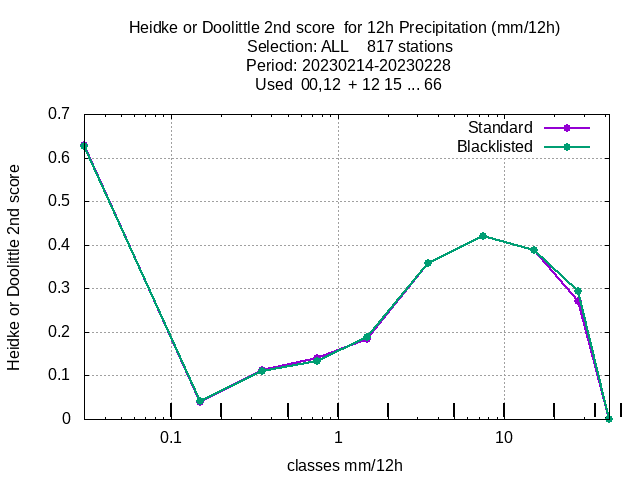 Heidke or Doolittle 2nd score  for 12h Precipitation (mm/12h)
Selection: ALL    817 stations
Period: 20230214-20230228
Used  00,12  + 12 15 ... 66
Standard
Blacklisted
Heidke or Doolittle 2nd score
0.7
0.6
0.5
0.4
0.3
0.2
0.1
0
0.1 1 10
classes mm/12h